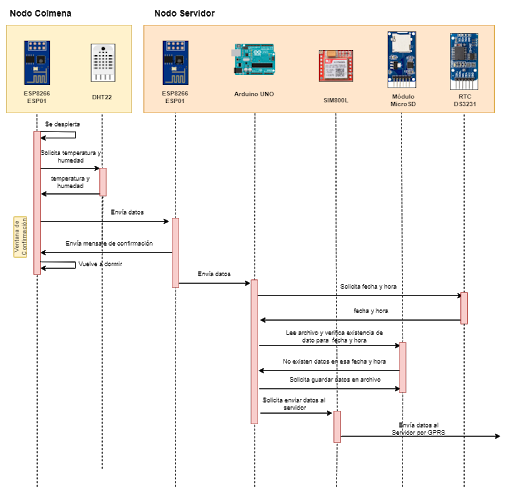 Nodo Colmena
Nodo Servidor
ESP8266
ESP01
DHT22
ESP8266
ESP01
Arduino UNO
SIM800L
Módulo
MicroSD
RTC
DS3231
Se despierta
Solicita temperatura y
humedad
temperatura y
humedad
Envía datos
Ventana de
Confirmación
Envía mensaje de confirmación
Vuelve a dormir
Envía datos
Solicita fecha y hora
fecha y hora
Lee archivo y verifica existencia de
dato para fecha y hora
No existen datos en esa fecha y hora
Solicita guardar datos en archivo
Solicita enviar datos al
servidor
Envía datos al
Servidor por GPRS